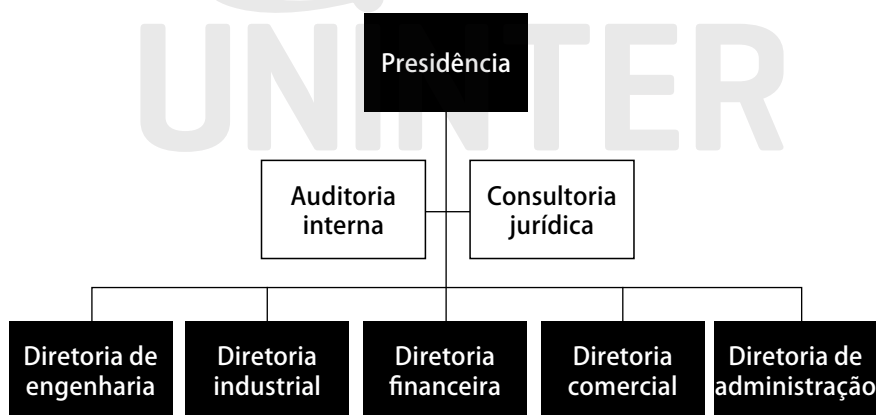 UNINTER
Presidência
Auditoria
interna
Consultoria
jurídica
Diretoria de
engenharia
Diretoria
industrial
Diretoria
financeira
Diretoria
comercial
Diretoria de
administração